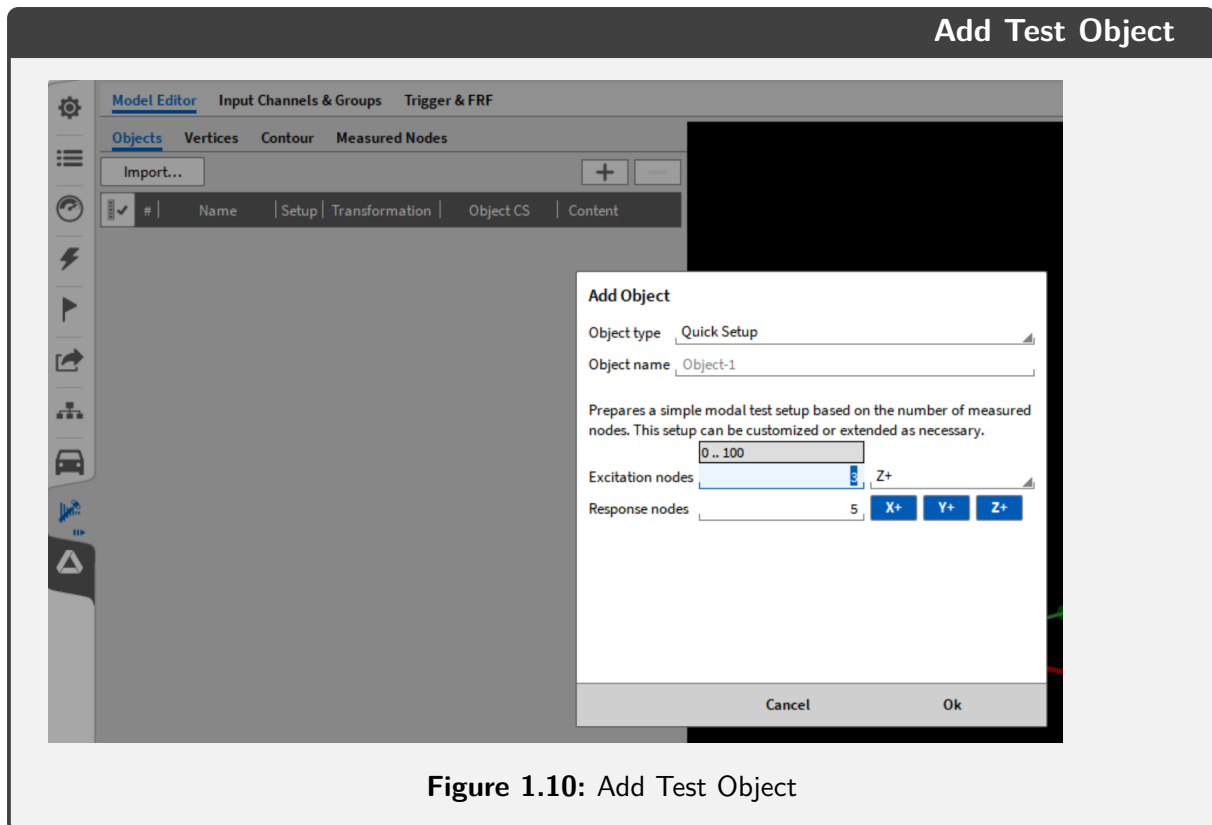 Add Test Object
Model Editor Input Channels & Groups Trigger & FRF
Objects Vertices Contour Measured Nodes
Import...
# Name Setup Transformation Object CS Content
Add Object
Object type Quick Setup
Object name Object-1
Prepares a simple modal test setup based on the number of measured
nodes. This setup can be customized or extended as necessary.
0 .. 100
Excitation nodes 3 Z+
Response nodes 5 X+ Y+ Z+
Cancel Ok
Figure 1.10: Add Test Object